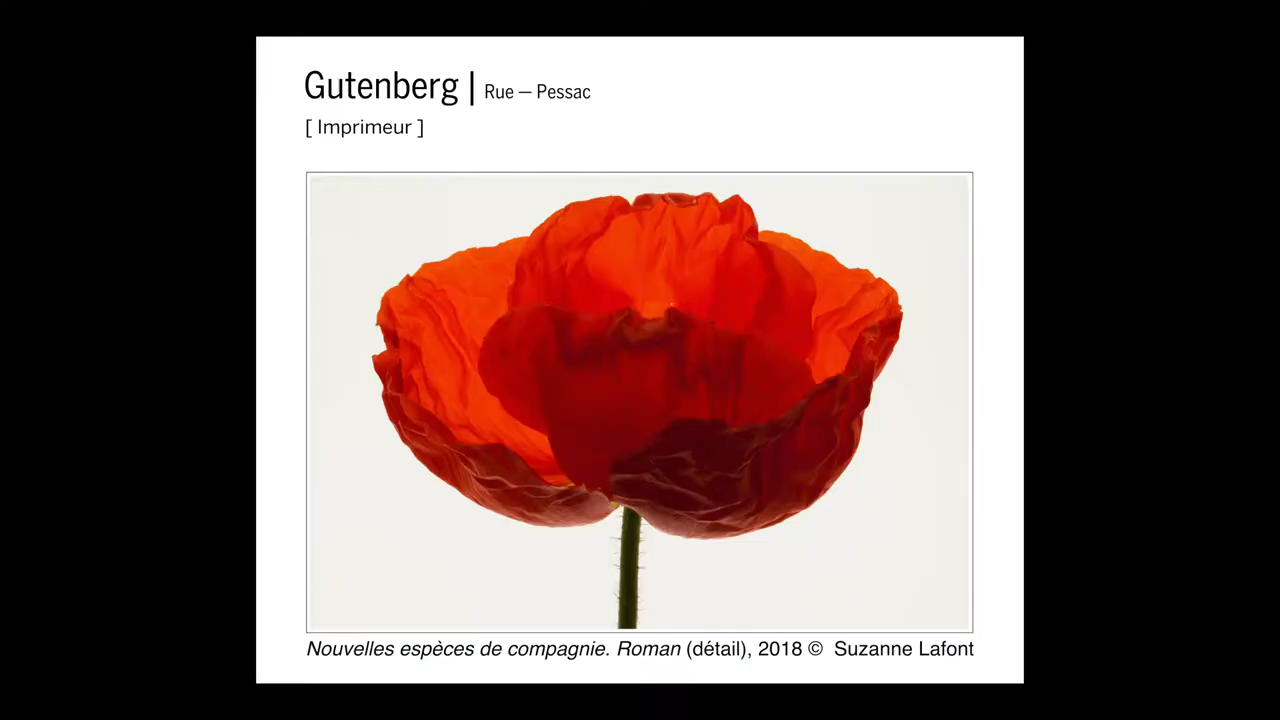 Gutenberg | Rue — Pessac
[ Imprimeur ]
Nouvelles espèces de compagnie. Roman (détail), 2018 © Suzanne Lafont